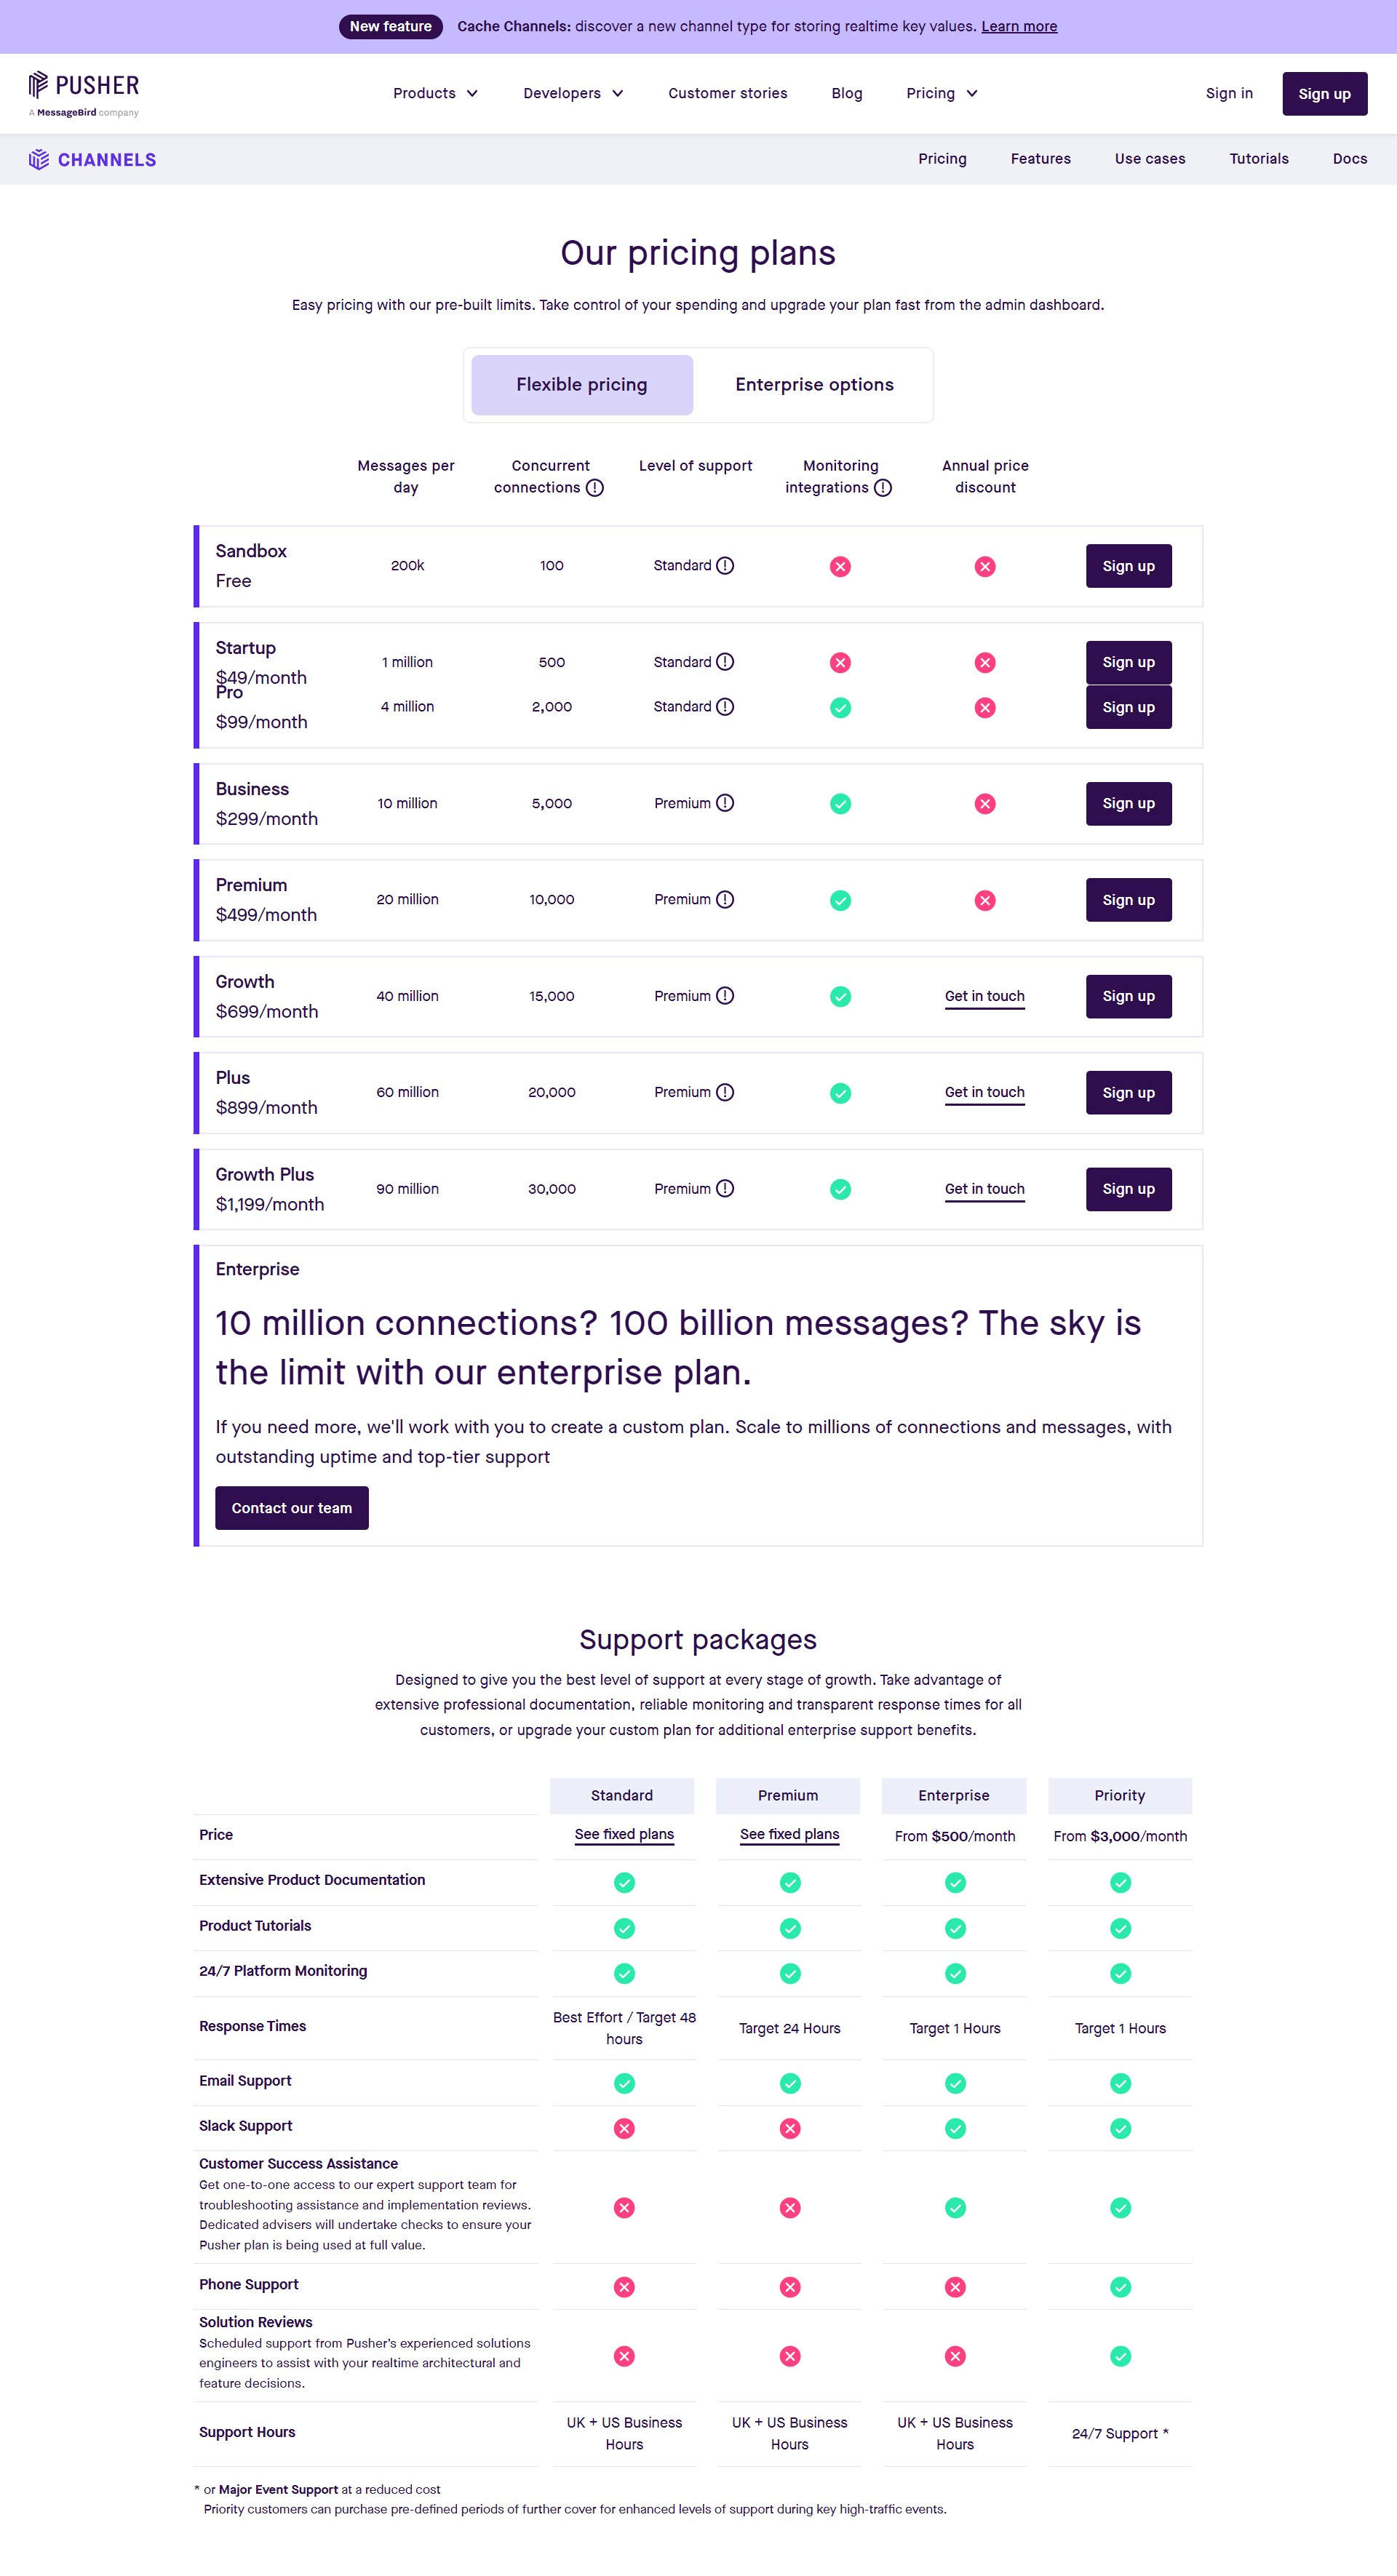 New feature Cache Channels: discover a new channel type for storing realtime key values. Learn more
PUSHER
A MessageBird company
Products Developers Customer stories Blog Pricing Sign in Sign up
CHANNELS Pricing Features Use cases Tutorials Docs
Our pricing plans
Easy pricing with our pre-built limits. Take control of your spending and upgrade your plan fast from the admin dashboard.
Flexible pricing Enterprise options
Messages per Concurrent Level of support Monitoring Annual price
day connections integrations discount
Sandbox
200k 100 Standard Sign up
Free
Startup
1 million 500 Standard Sign up
$49/month
Pro
4 million 2,000 Standard Sign up
$99/month
Business
10 million 5,000 Premium Sign up
$299/month
Premium
20 million 10,000 Premium Sign up
$499/month
Growth
40 million 15,000 Premium Get in touch Sign up
$699/month
Plus
60 million 20,000 Premium Get in touch Sign up
$899/month
Growth Plus
90 million 30,000 Premium Get in touch Sign up
$1,199/month
Enterprise
10 million connections? 100 billion messages? The sky is
the limit with our enterprise plan.
If you need more, we'll work with you to create a custom plan. Scale to millions of connections and messages, with
outstanding uptime and top-tier support
Contact our team
Support packages
Designed to give you the best level of support at every stage of growth. Take advantage of
extensive professional documentation, reliable monitoring and transparent response times for all
customers, or upgrade your custom plan for additional enterprise support benefits.
Standard Premium Enterprise Priority
Price See fixed plans See fixed plans From $500/month From $3,000/month
Extensive Product Documentation
Product Tutorials
24/7 Platform Monitoring
Best Effort / Target 48
Response Times Target 24 Hours Target 1 Hours Target 1 Hours
hours
Email Support
Slack Support
Customer Success Assistance
Get one-to-one access to our expert support team for
troubleshooting assistance and implementation reviews.
Dedicated advisers will undertake checks to ensure your
Pusher plan is being used at full value.
Phone Support
Solution Reviews
Scheduled support from Pusher's experienced solutions
engineers to assist with your realtime architectural and
feature decisions.
UK + US Business UK + US Business UK + US Business
Support Hours 24/7 Support *
Hours Hours Hours
* or Major Event Support at a reduced cost
Priority customers can purchase pre-defined periods of further cover for enhanced levels of support during key high-traffic events.